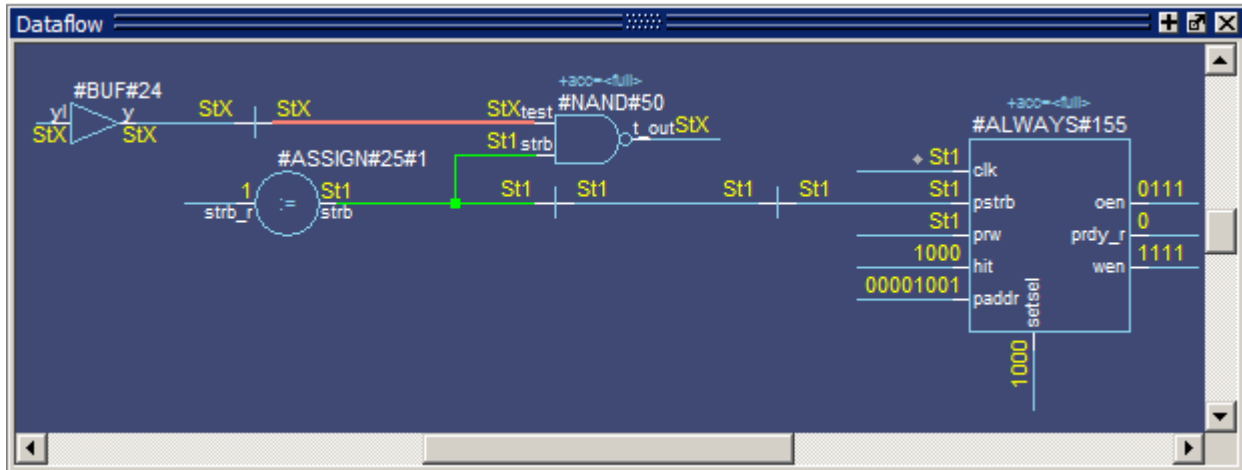 Dataflow
+acc=<full>
#BUF#24
#NAND#50
+acc=<full>
yI
y
StX
StX
StX
test
t_out
StX
#ALWAYS#155
StX
StX
St1
strb
#ASSIGN#25#1
St1
clk
1
St1
St1
St1
St1
St1
St1
pstrb
oen
0111
strb_r
:=
strb
St1
prw
prdy_r
0
1000
hit
wen
1111
00001001
paddr
setsel
1000